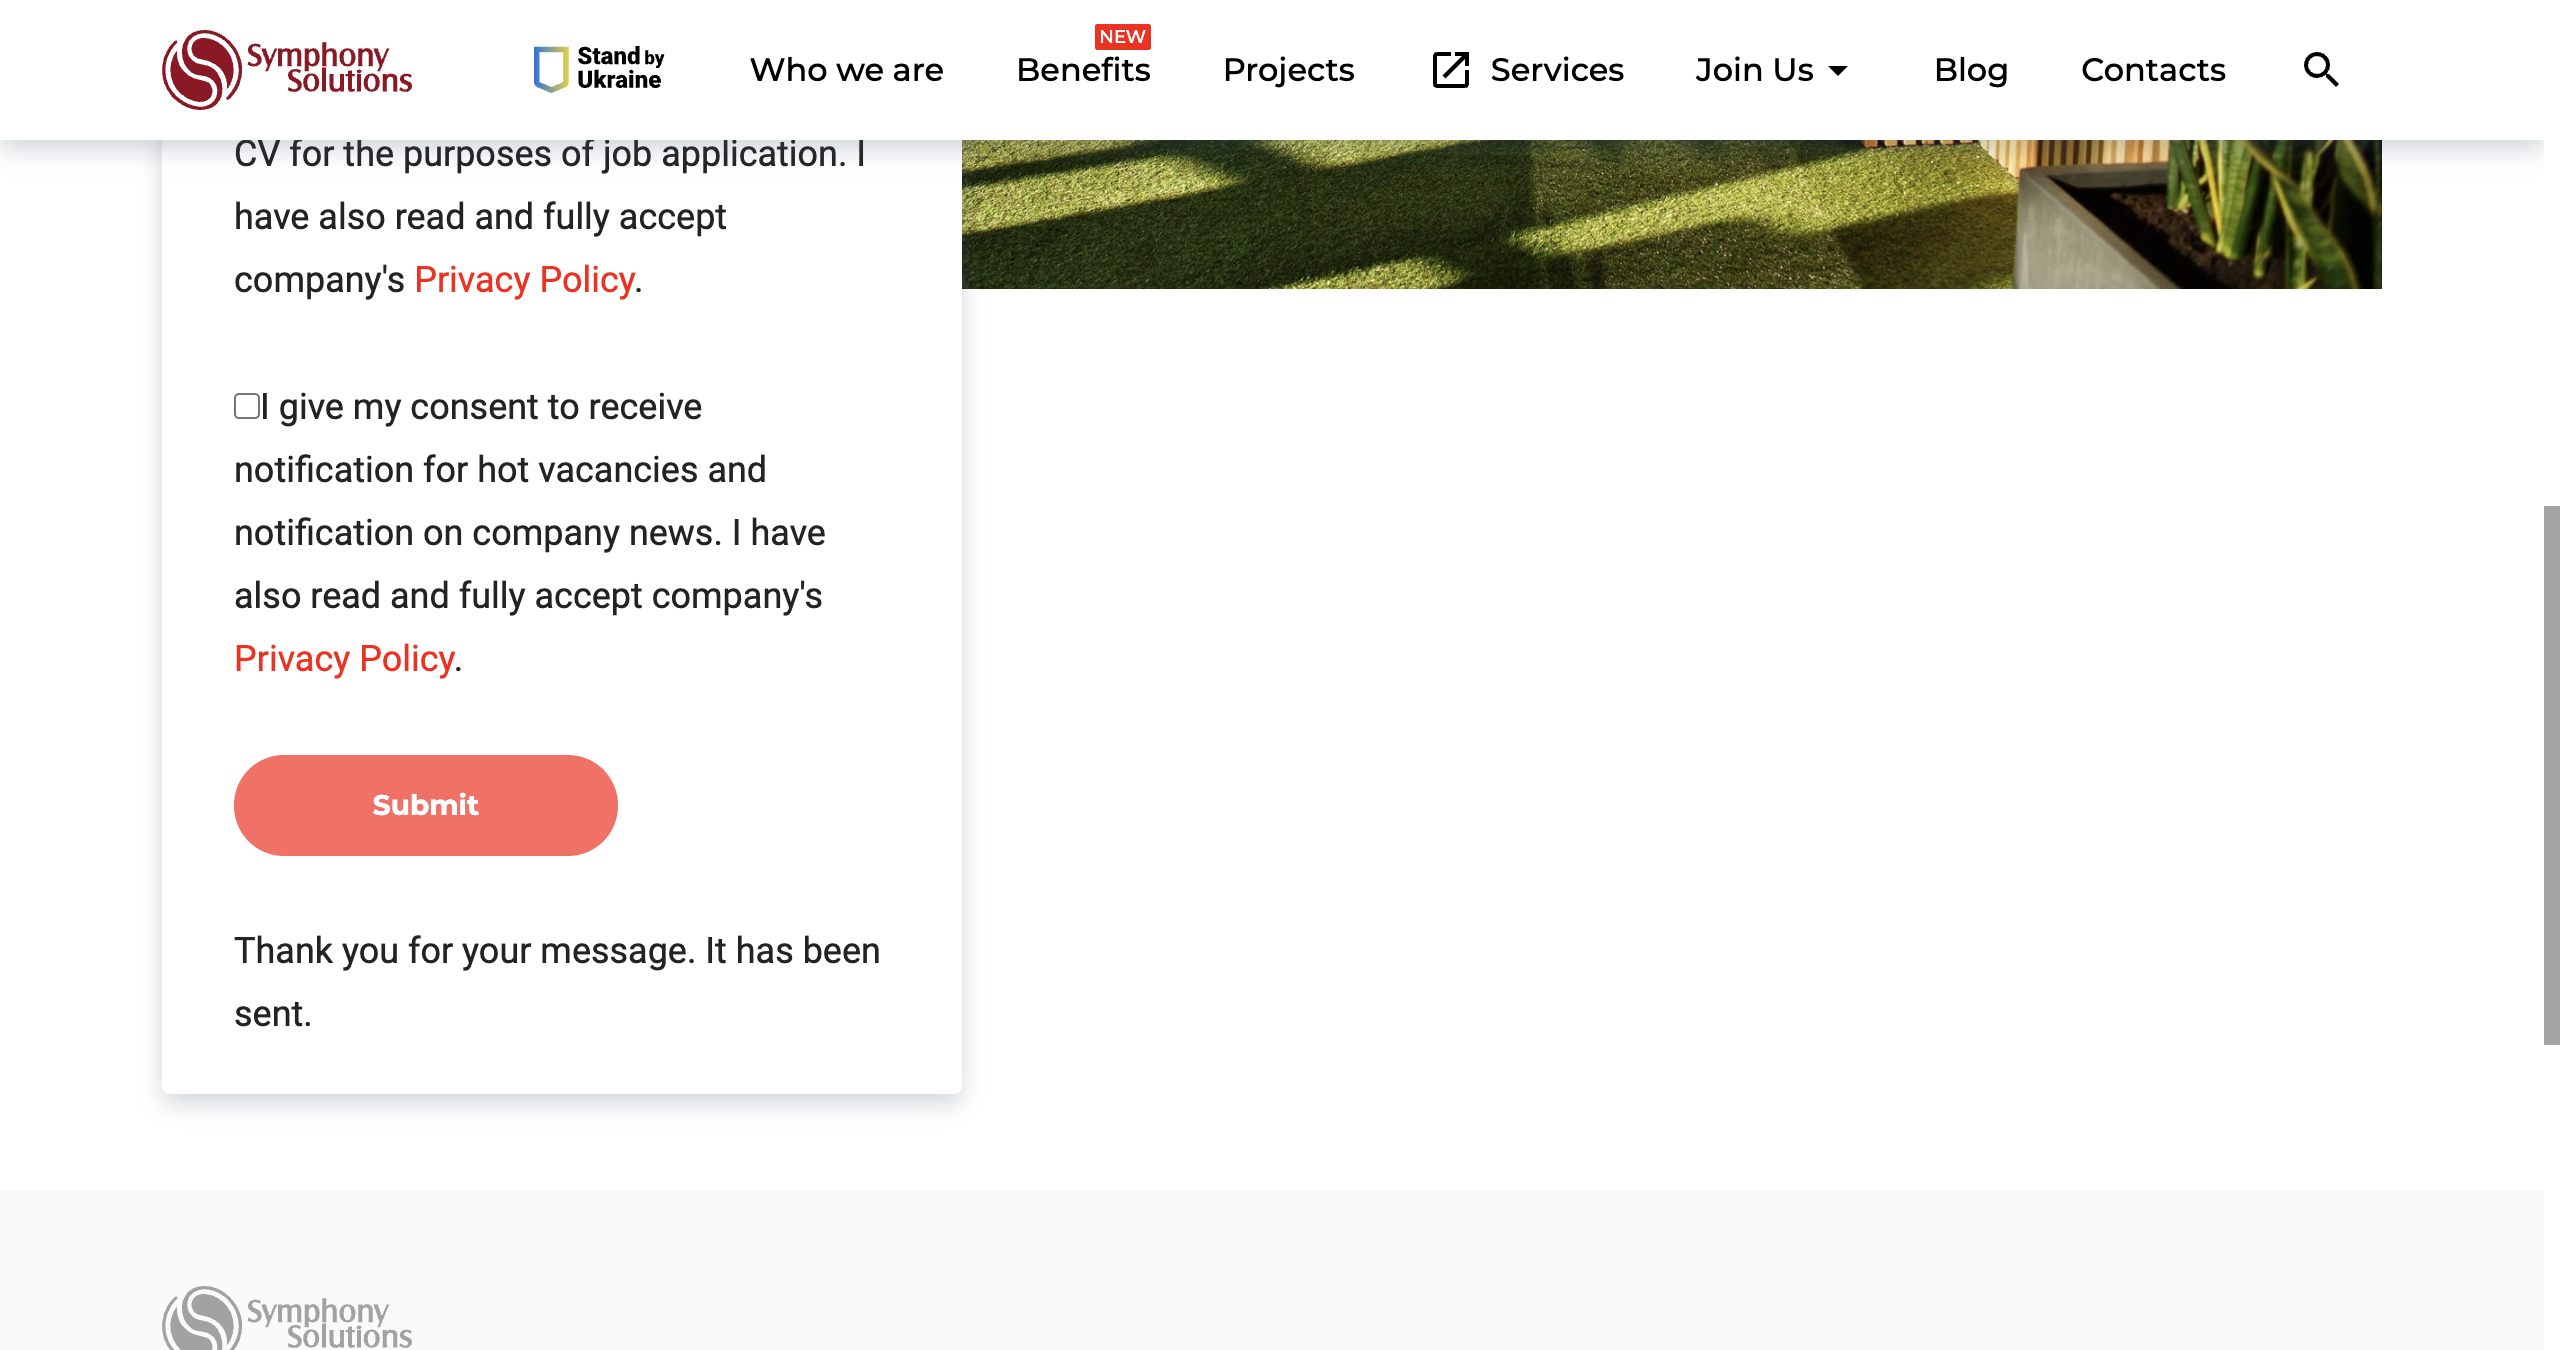 Symphony
Solutions
Stand by
Ukraine
Who we are
NEW
Benefits
Projects
Services
Join Us
Blog
Contacts
CV for the purposes of job application. I
have also read and fully accept
company's Privacy Policy.
I give my consent to receive
notification for hot vacancies and
notification on company news. I have
also read and fully accept company's
Privacy Policy.
Submit
Thank you for your message. It has been
sent.
Symphony
Solutions